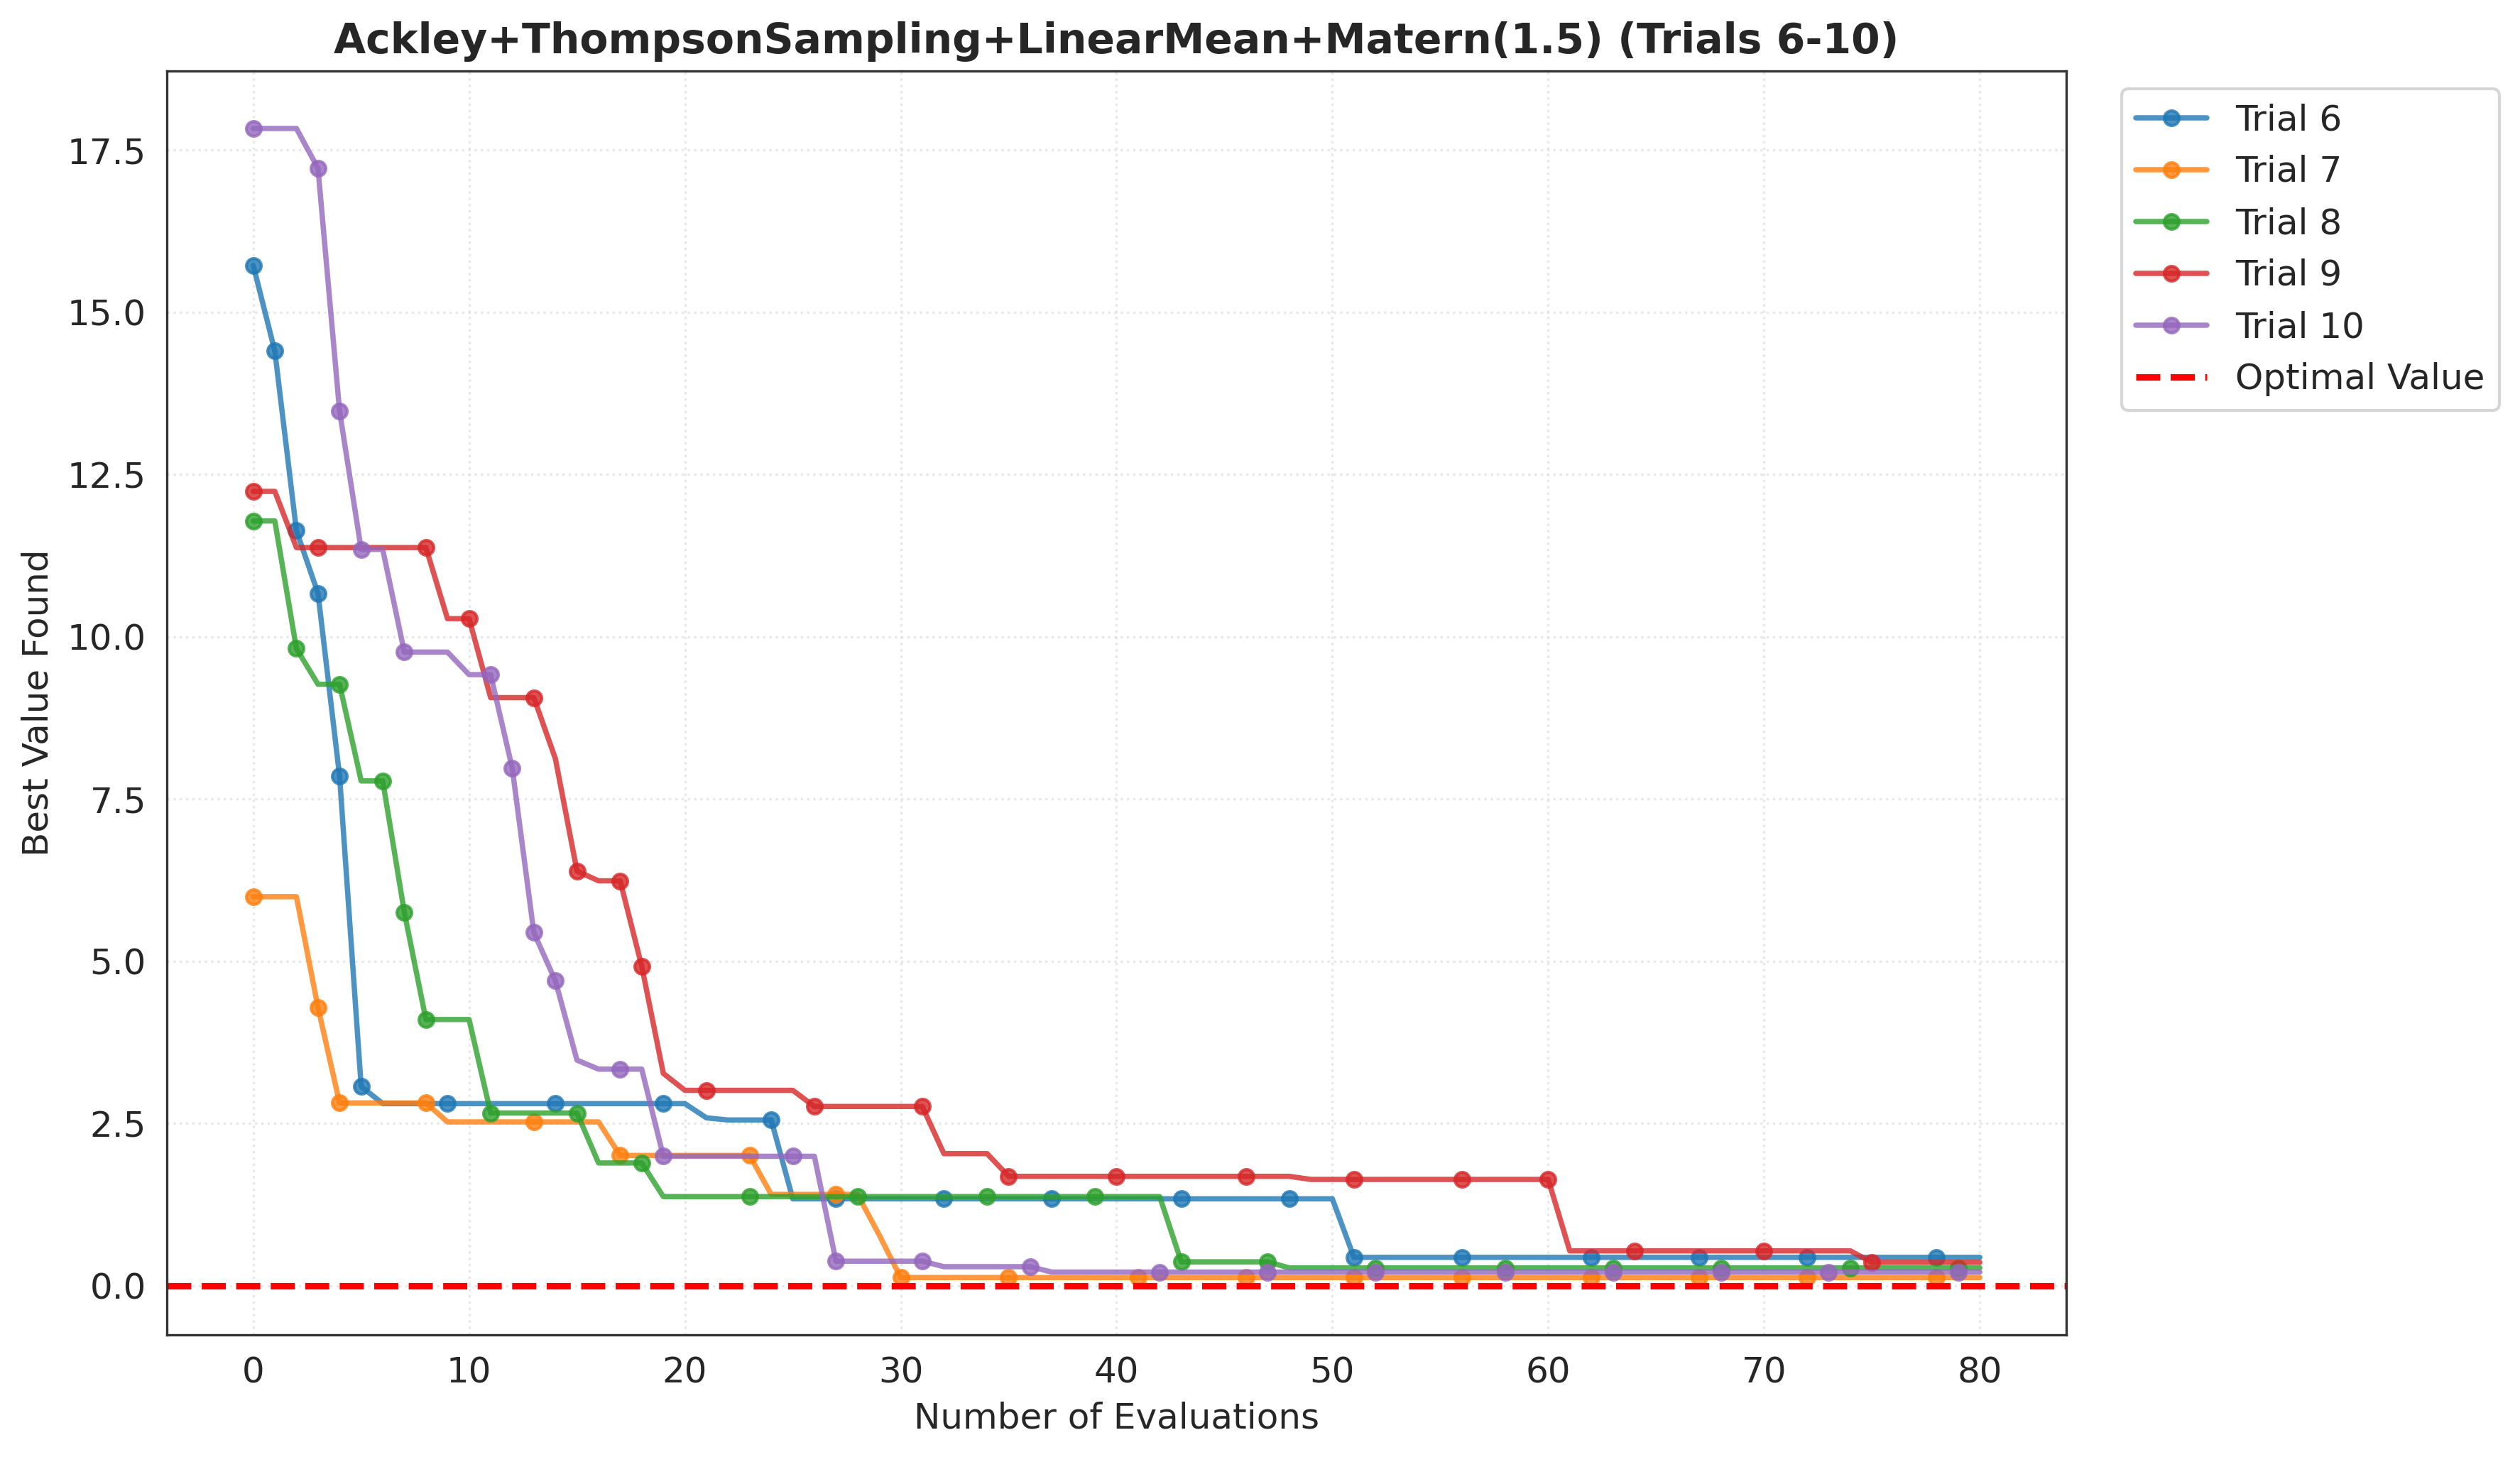 Ackley+ThompsonSampling+LinearMean+Matern(1.5) (Trials 6-10)
Best Value Found
17.5
15.0
12.5
10.0
7.5
5.0
2.5
0.0
0 10 20 30 40 50 60 70 80
Number of Evaluations
Trial 6
Trial 7
Trial 8
Trial 9
Trial 10
Optimal Value